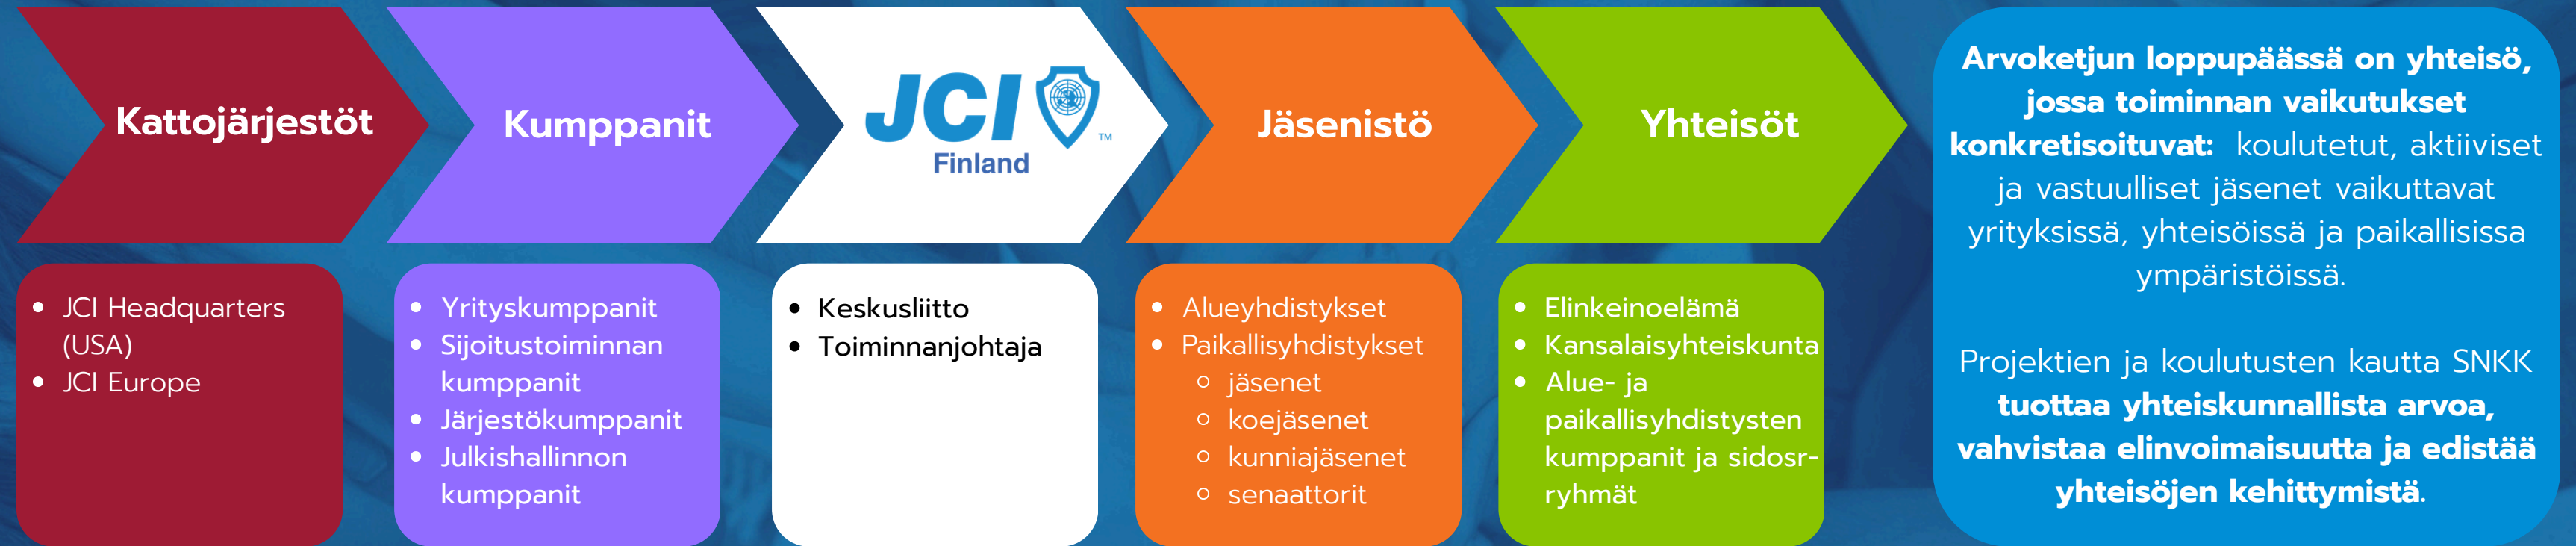 Kattojärjestöt
• JCI Headquarters
(USA)
• JCI Europe
Kumppanit
• Yrityskumppanit
• Sijoitustoiminnan
kumppanit
• Järjestökumppanit
• Julkishallinnon
kumppanit
JCI
TM
Finland
• Keskusliitto
• Toiminnanjohtaja
Jäsenistö
• Alueyhdistykset
• Paikallisyhdistykset
○ jäsenet
○ koejäsenet
○ kunniajäsenet
○ senaattorit
Yhteisöt
• Elinkeinoelämä
• Kansalaisyhteiskunta
• Alue- ja
paikallisyhdistysten
kumppanit ja sidosr-
ryhmät
Arvoketjun loppupäässä on yhteisö,
jossa toiminnan vaikutukset
konkretisoituvat: koulutetut, aktiiviset
ja vastuulliset jäsenet vaikuttavat
yrityksissä, yhteisöissä ja paikallisissa
ympäristöissä.
Projektien ja koulutusten kautta SNKK
tuottaa yhteiskunnallista arvoa,
vahvistaa elinvoimaisuutta ja edistää
yhteisöjen kehittymistä.